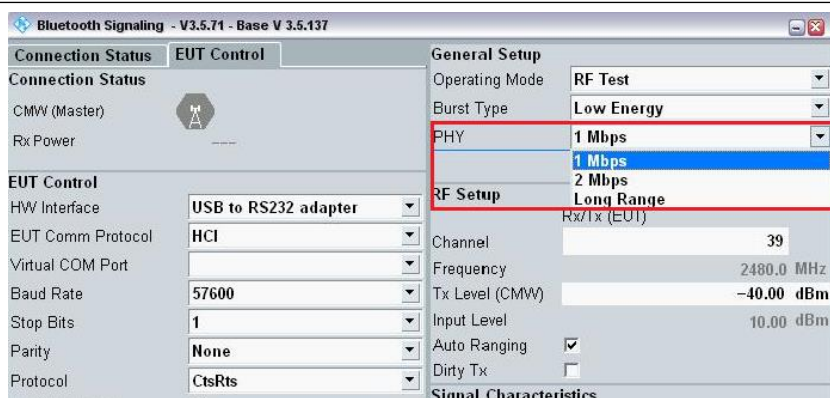 Bluetooth Signaling - V3.5.71 - Base V 3.5.137
Connection Status EUT Control
Connection Status
CMW (Master)
Rx Power ---
EUT Control
HW Interface USB to RS232 adapter
EUT Comm Protocol HCI
Virtual COM Port
Baud Rate 57600
Stop Bits 1
Parity None
Protocol CtsRts
General Setup
Operating Mode RF Test
Burst Type Low Energy
PHY 1 Mbps
1 Mbps
2 Mbps
Long Range
RF Setup
Rx/Tx (EUT)
Channel 39
Frequency 2480.0 MHz
Tx Level (CMW) -40.00 dBm
Input Level 10.00 dBm
Auto Ranging
Dirty Tx
Signal Characteristics